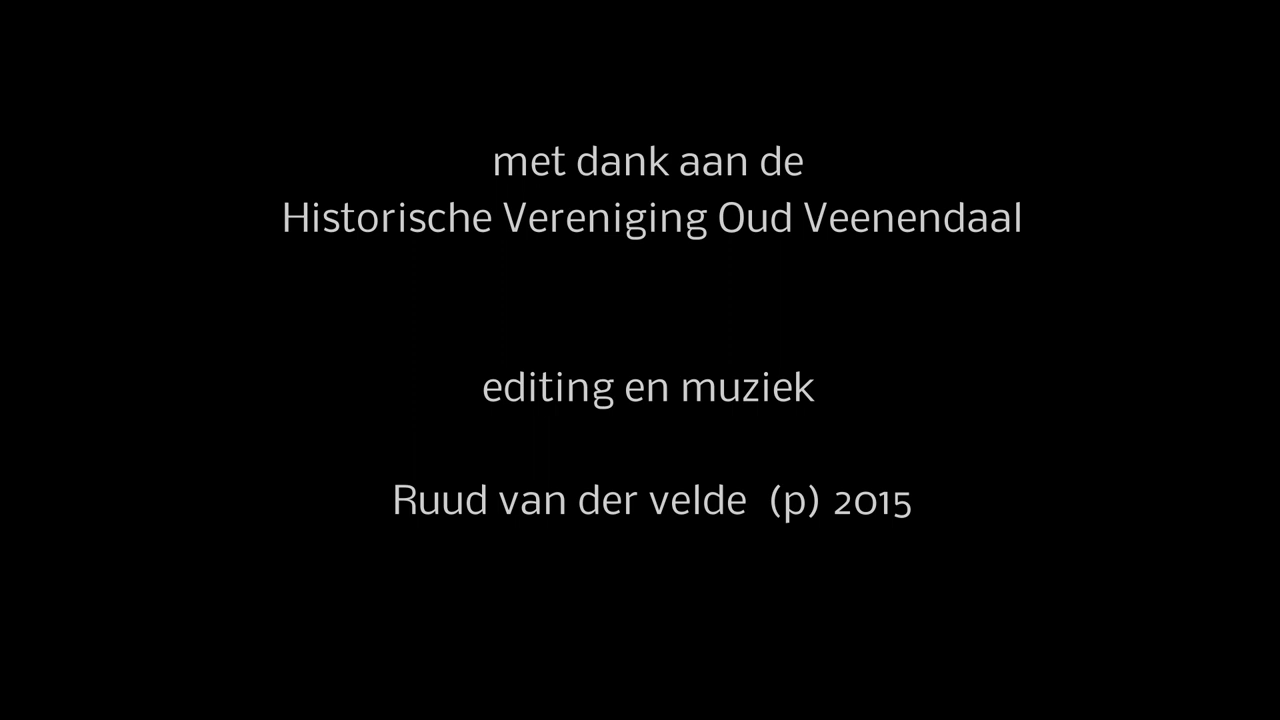 met dank aan de
Historische Vereniging Oud Veenendaal
editing en muziek
Ruud van der velde (p) 2015